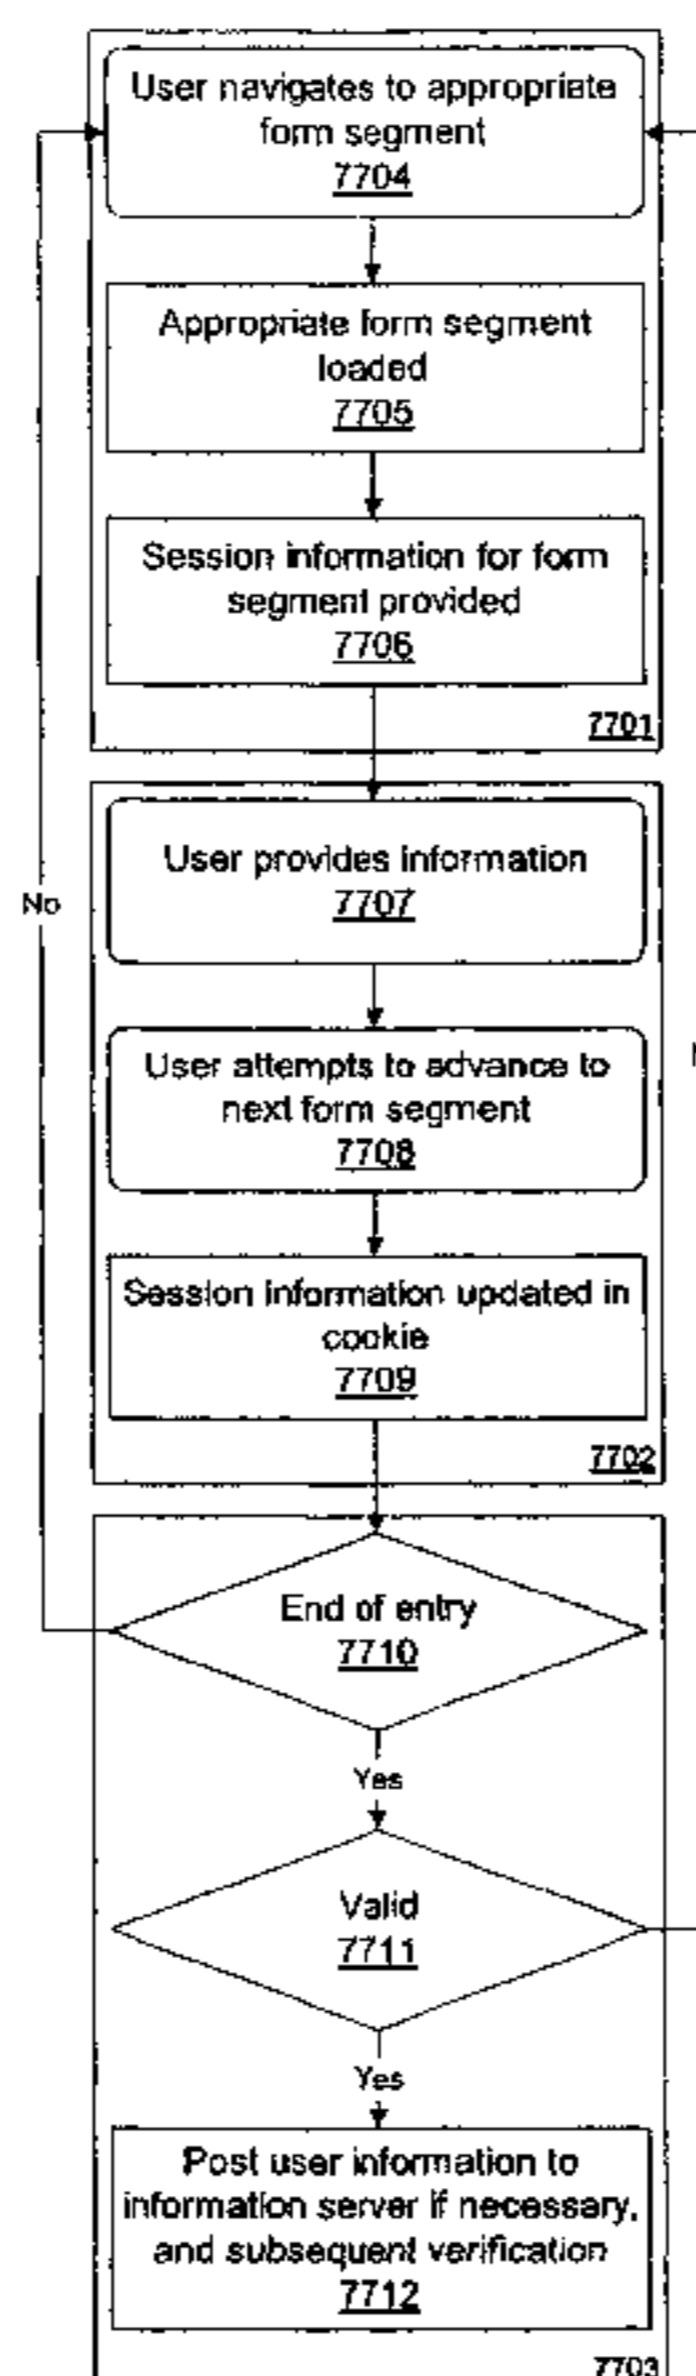 User navigates to appropriate
form segment
7704
Appropriate form segment
loaded
7705
Session information for form
segment provided
7706
7701
User provides information
7707
No
User attempts to advance to
next form segment
7708
Session information updated in
cookie
7709
7702
End of entry
7710
Yes
Valid
7711
Yes
Post user information to
information server if necessary,
and subsequent verification
7712
7703